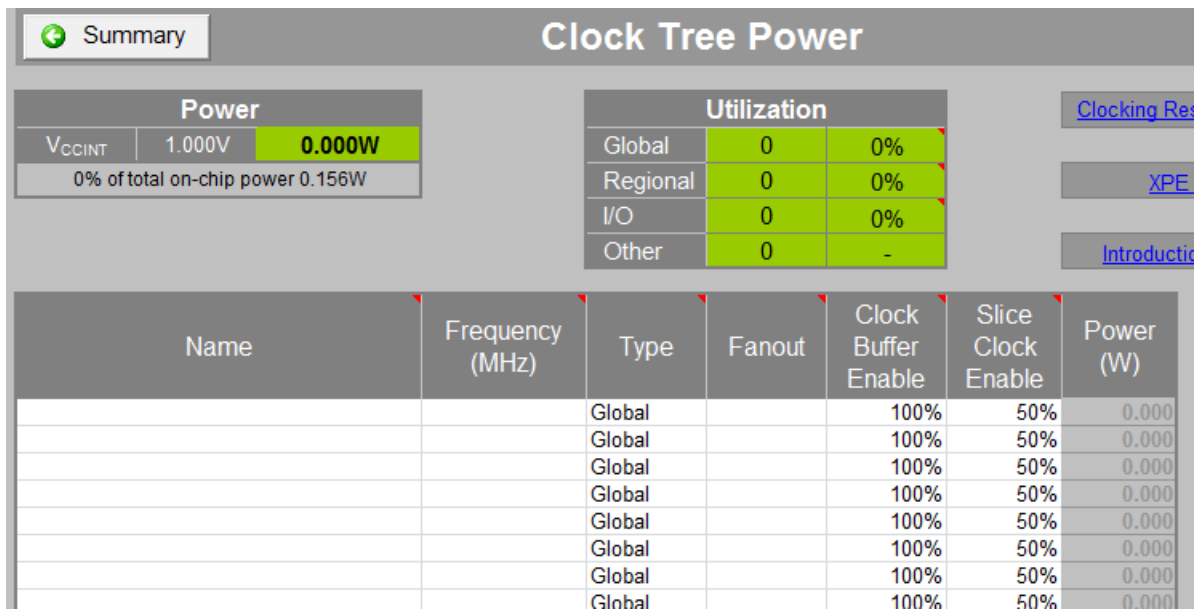 Summary
Clock Tree Power
Power
VCCINT 1.000V 0.000W
0% of total on-chip power 0.156W
Utilization
Global 0 0%
Regional 0 0%
I/O 0 0%
Other 0 -
Clocking Res
XPE
Introductio
Name
Frequency
(MHz)
Type
Fanout
Clock
Buffer
Enable
Slice
Clock
Enable
Power
(W)
Global 100% 50% 0.000
Global 100% 50% 0.000
Global 100% 50% 0.000
Global 100% 50% 0.000
Global 100% 50% 0.000
Global 100% 50% 0.000
Global 100% 50% 0.000
Global 100% 50% 0.000